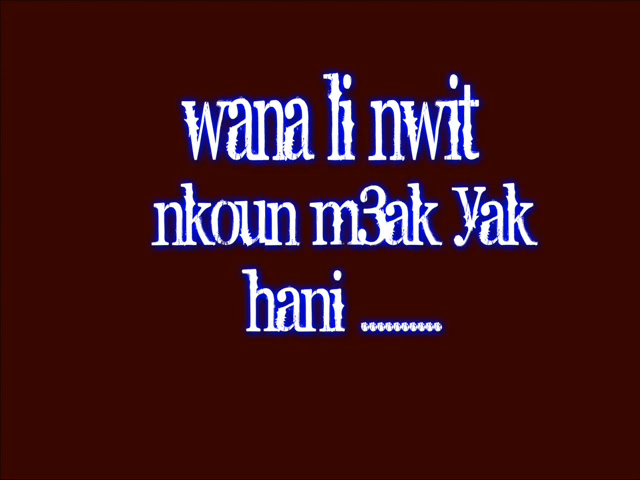 wana li nwit
nkoun m3ak yak
hani ..........